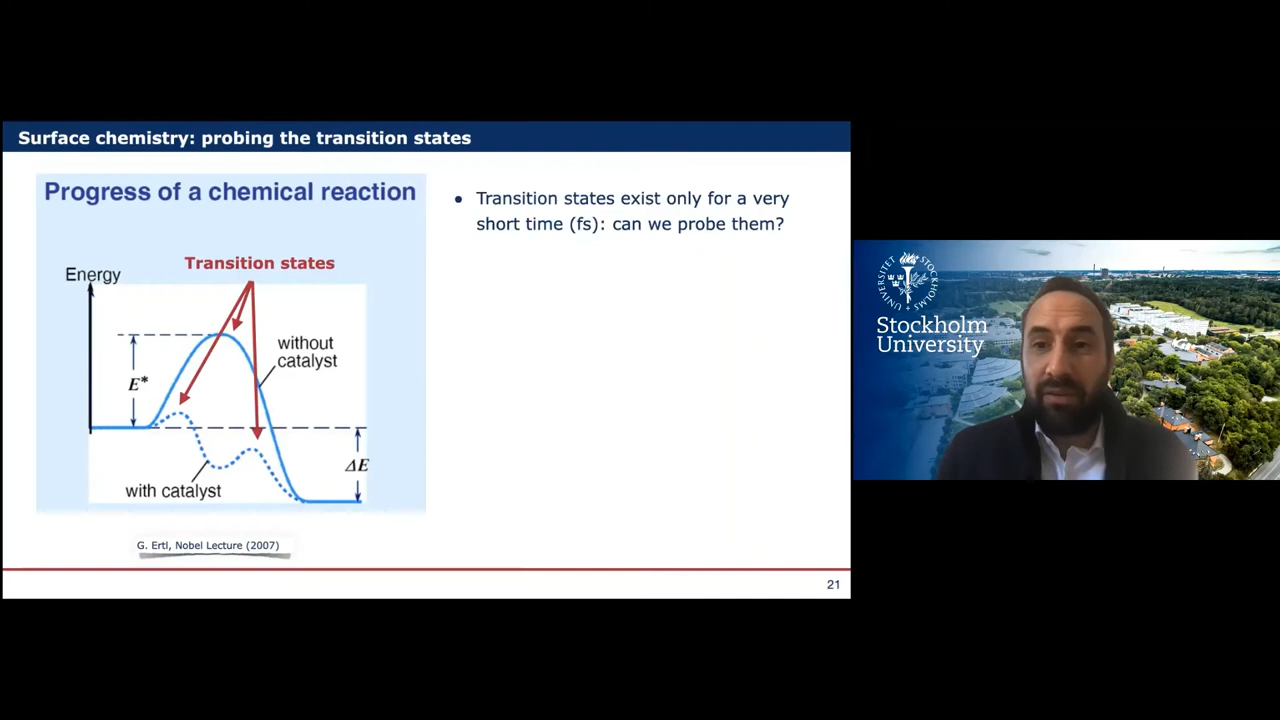 Surface chemistry: probing the transition states
Progress of a chemical reaction
Transition states
Energy
without
catalyst
E*
ΔE
with catalyst
G. Ertl, Nobel Lecture (2007)
• Transition states exist only for a very
short time (fs): can we probe them?
21
STOCKHOLMS UNIVERSITET
Stockholm
University